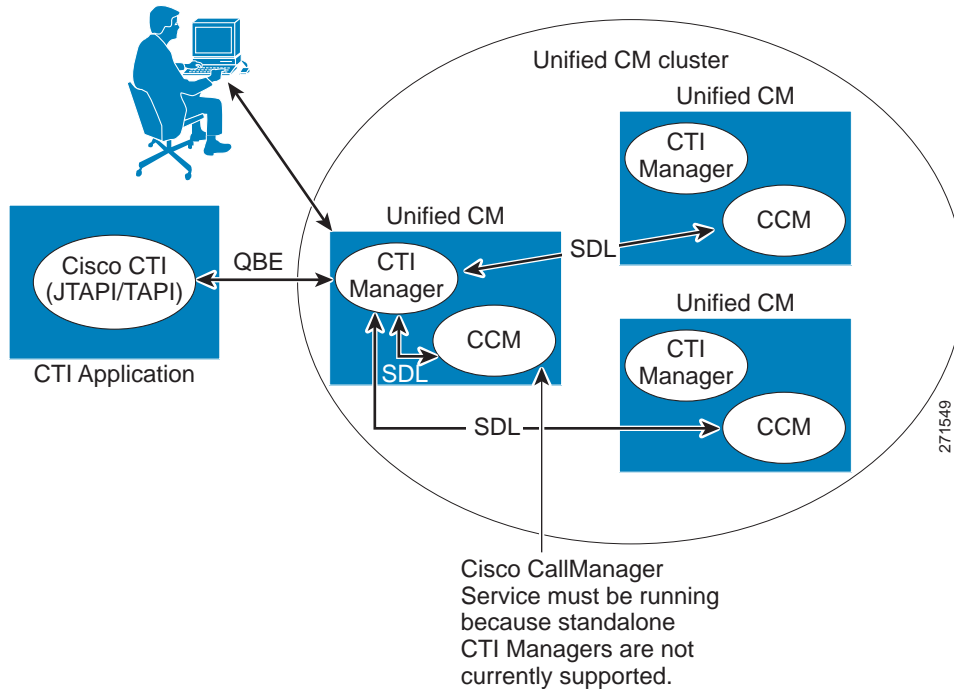 Unified CM cluster
Unified CM
CTI
Manager
CCM
Unified CM
SDL
Cisco CTI
(JTAPI/TAPI)
QBE
CTI
Manager
CCM
SDL
CTI Application
Unified CM
CTI
Manager
CCM
SDL
271549
Cisco CallManager
Service must be running
because standalone
CTI Managers are not
currently supported.